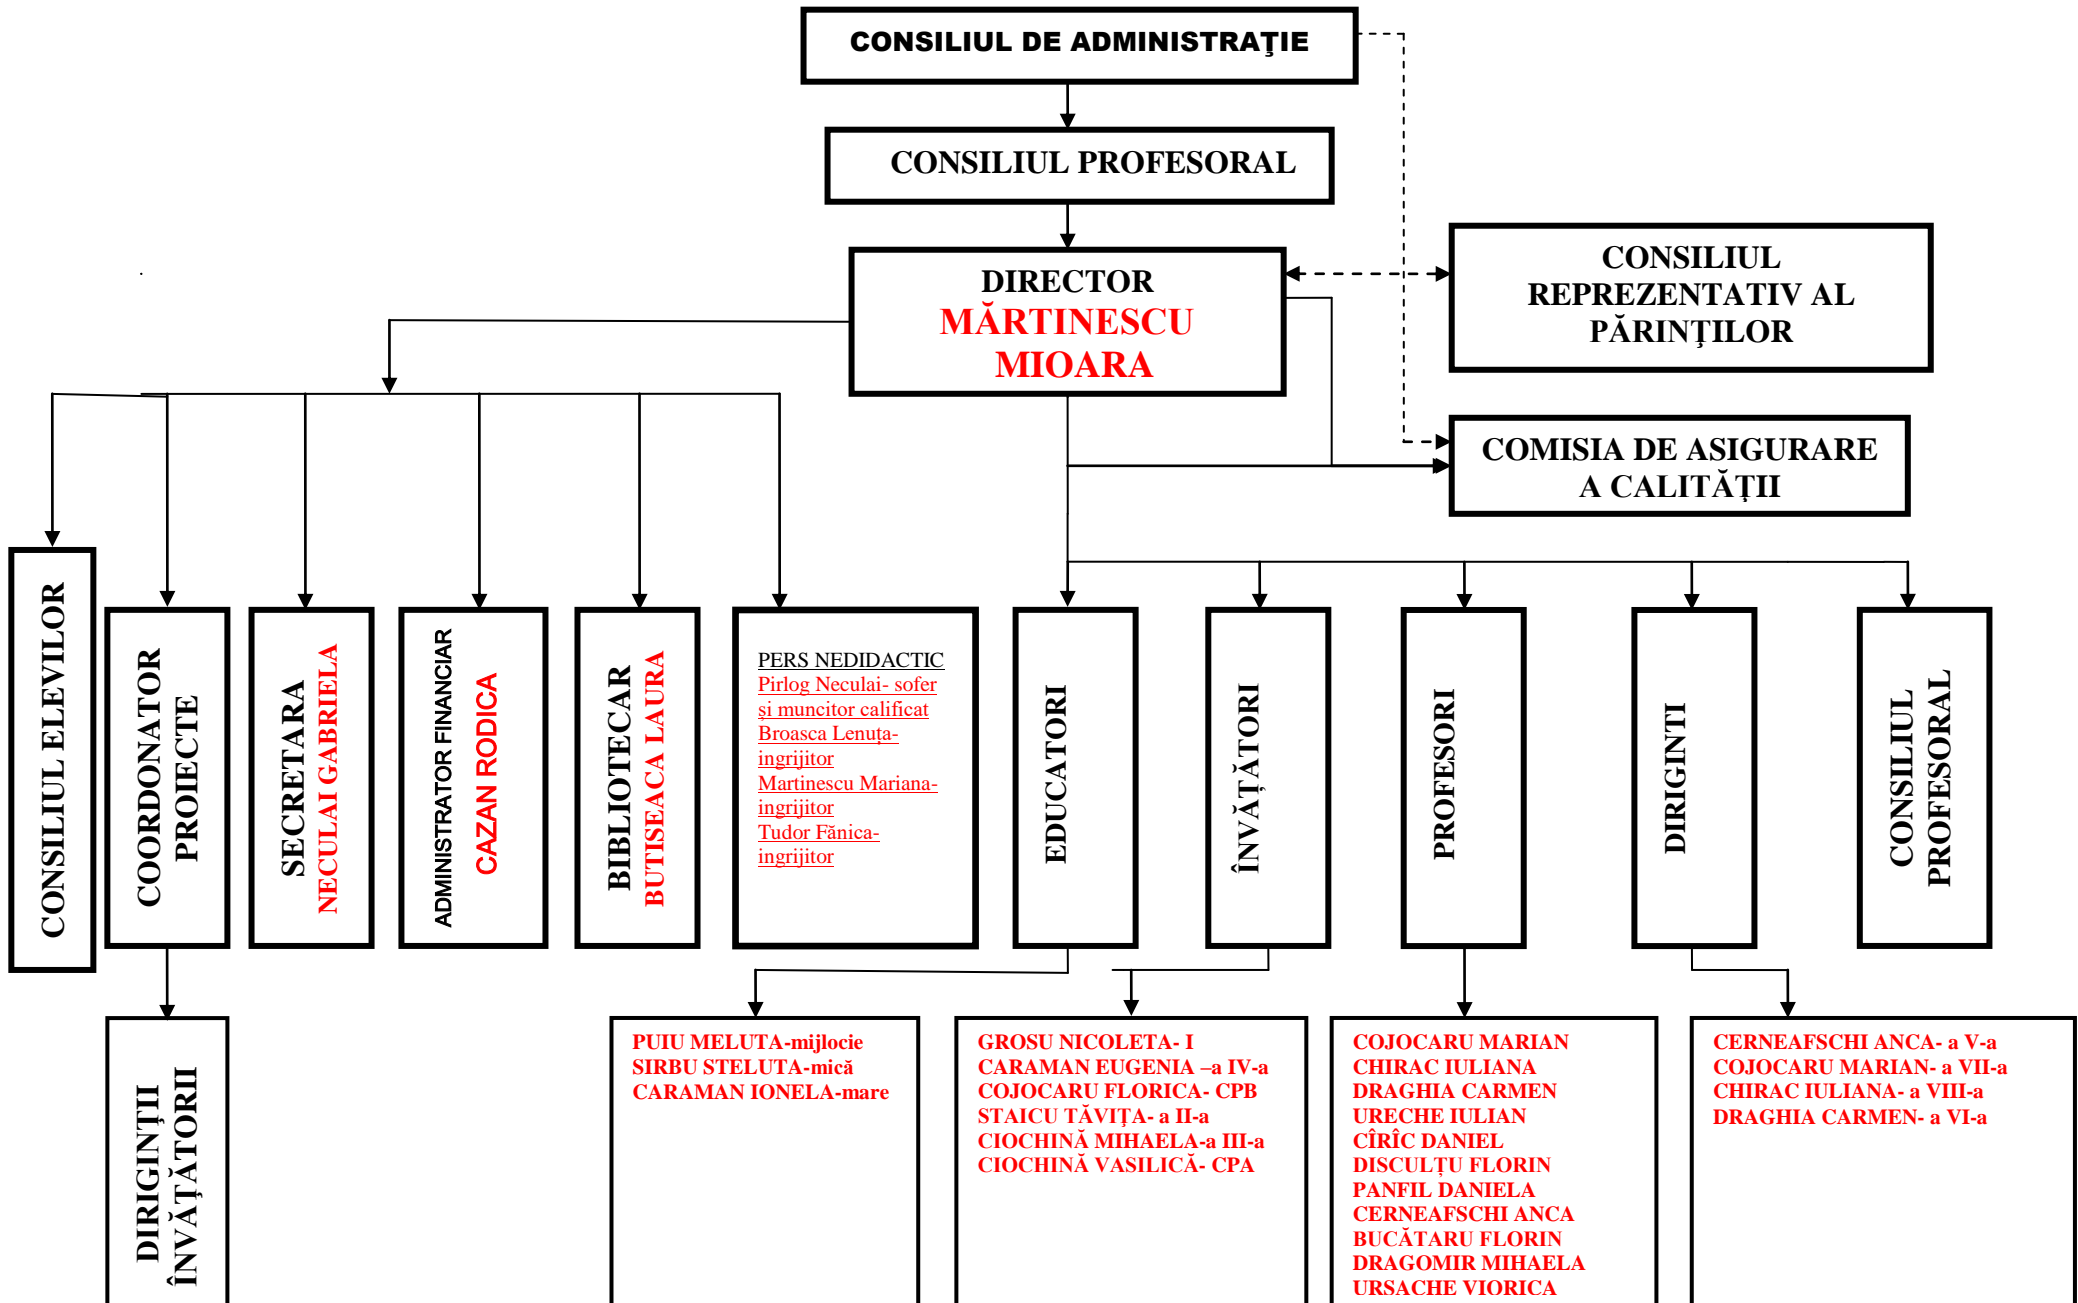 CONSILIUL DE ADMINISTRAŢIE
CONSILIUL PROFESORAL
DIRECTOR
MĂRTINESCU
MIOARA
CONSILIUL
REPREZENTATIV AL
PĂRINŢILOR
COMISIA DE ASIGURARE
A CALITĂŢII
CONSILIUL ELEVILOR
COORDONATOR
PROIECTE
SECRETARA
NECULAI GABRIELA
ADMINISTRATOR FINANCIAR
CAZAN RODICA
BIBLIOTECAR
BUTISEACA LAURA
PERS NEDIDACTIC
Pirlog Neculai- sofer
și muncitor calificat
Broasca Lenuța-
ingrijitor
Martinescu Mariana-
ingrijitor
Tudor Fănica-
ingrijitor
EDUCATORI
ÎNVĂȚĂTORI
PROFESORI
DIRIGINTI
CONSILIUL
PROFESORAL
DIRIGINŢII
ÎNVĂŢĂTORII
PUIU MELUTA-mijlocie
SIRBU STELUTA-mică
CARAMAN IONELA-mare
GROSU NICOLETA- I
CARAMAN EUGENIA –a IV-a
COJOCARU FLORICA- CPB
STAICU TĂVIŢA- a II-a
CIOCHINĂ MIHAELA-a III-a
CIOCHINĂ VASILICĂ- CPA
COJOCARU MARIAN
CHIRAC IULIANA
DRAGHIA CARMEN
URECHE IULIAN
CÎRÎC DANIEL
DISCULȚU FLORIN
PANFIL DANIELA
CERNEAFSCHI ANCA
BUCĂTARU FLORIN
DRAGOMIR MIHAELA
URSACHE VIORICA
CERNEAFSCHI ANCA- a V-a
COJOCARU MARIAN- a VII-a
CHIRAC IULIANA- a VIII-a
DRAGHIA CARMEN- a VI-a